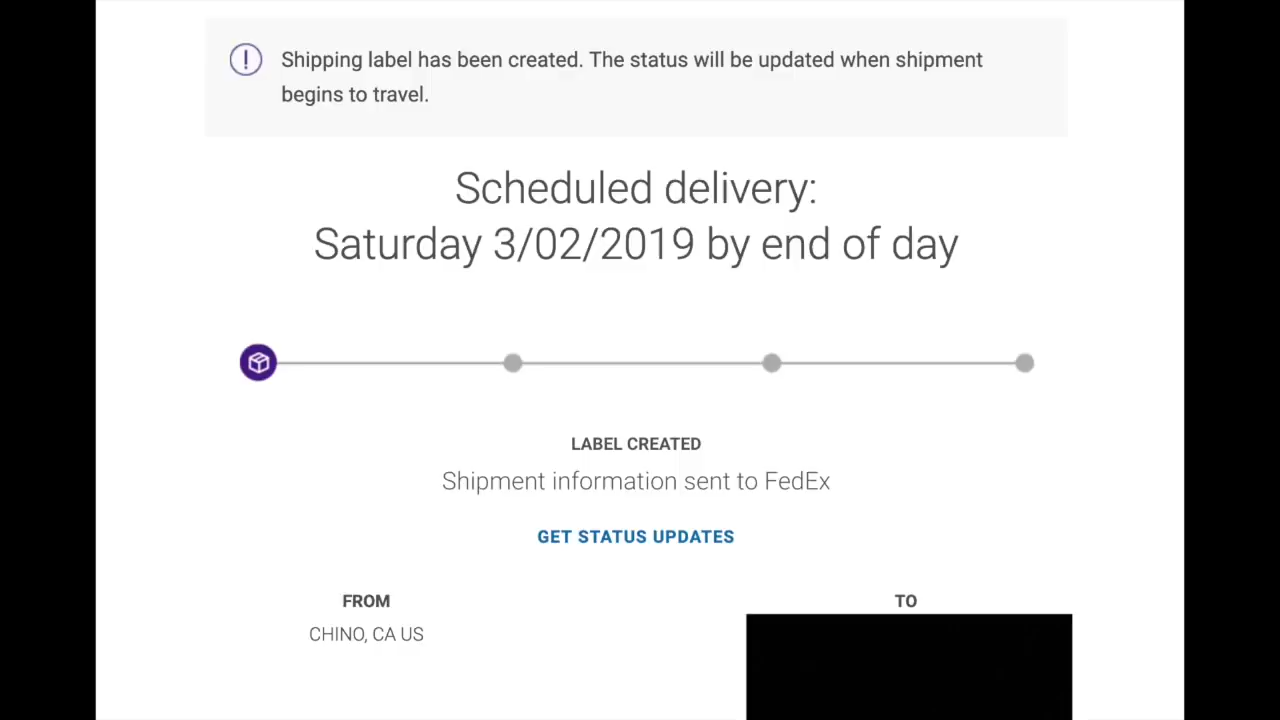 Shipping label has been created. The status will be updated when shipment
begins to travel.
Scheduled delivery:
Saturday 3/02/2019 by end of day
LABEL CREATED
Shipment information sent to FedEx
GET STATUS UPDATES
FROM
TO
CHINO, CA US